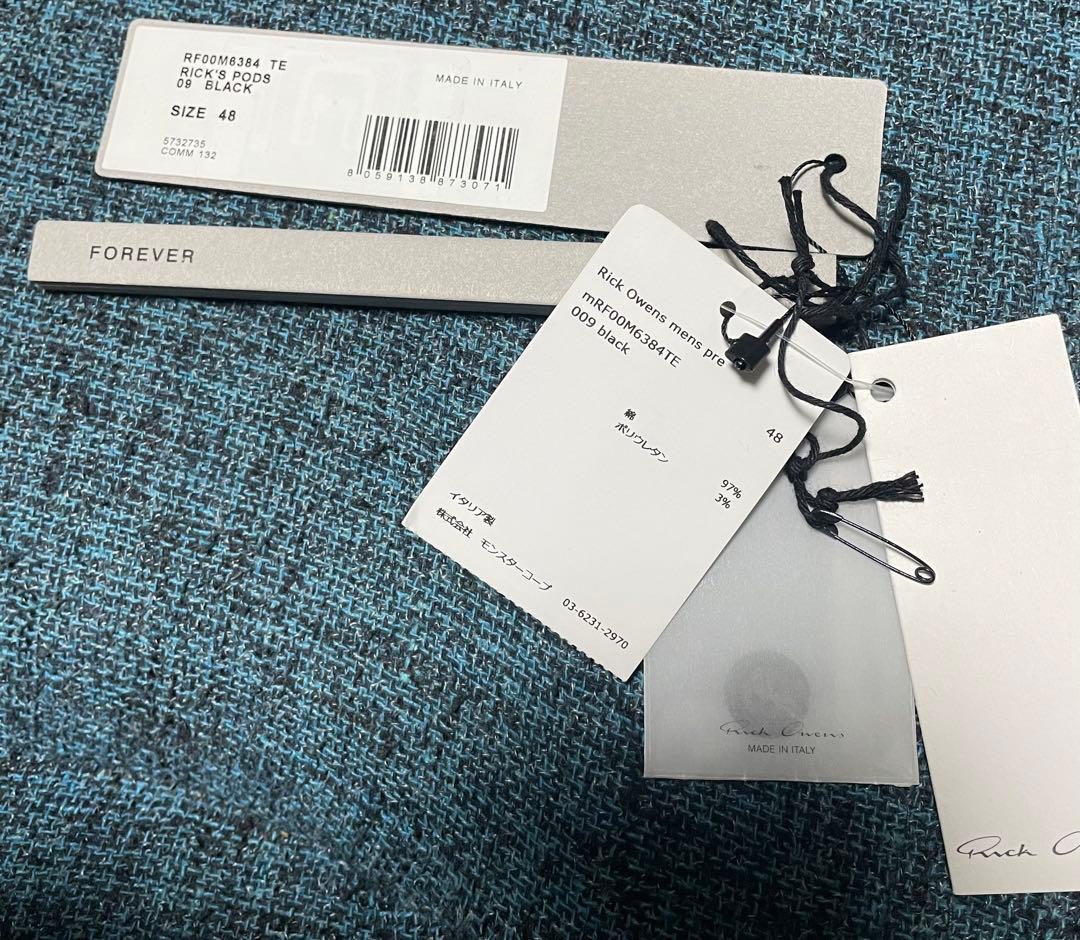 RF00M6384 TE
RICK'S PODS
09 BLACK
MADE IN ITALY
SIZE 48
5732735
COMM 132
8 059138 873071
FOREVER
Rick Owens mens pre
mRF00M6384TE
009 black
48
綿 97%
ポリウレタン 3%
イタリア製
株式会社 モンスターコープ 03-6231-2970
Rick Owens
MADE IN ITALY
Rick O